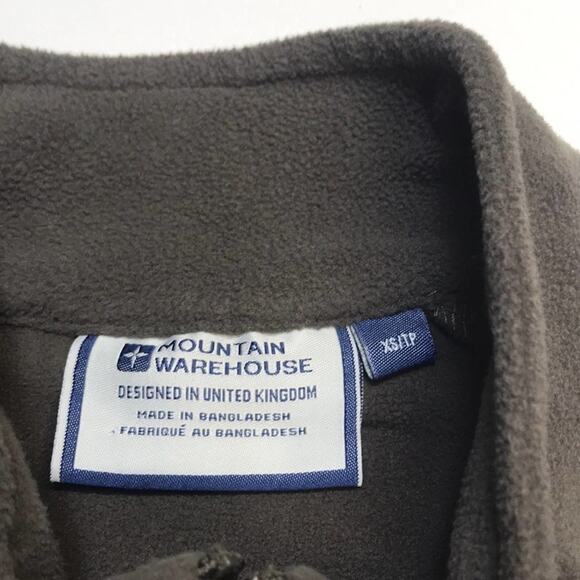 MOUNTAIN
WAREHOUSE
DESIGNED IN UNITED KINGDOM
MADE IN BANGLADESH
FABRIQUÉ AU BANGLADESH
XS/TP